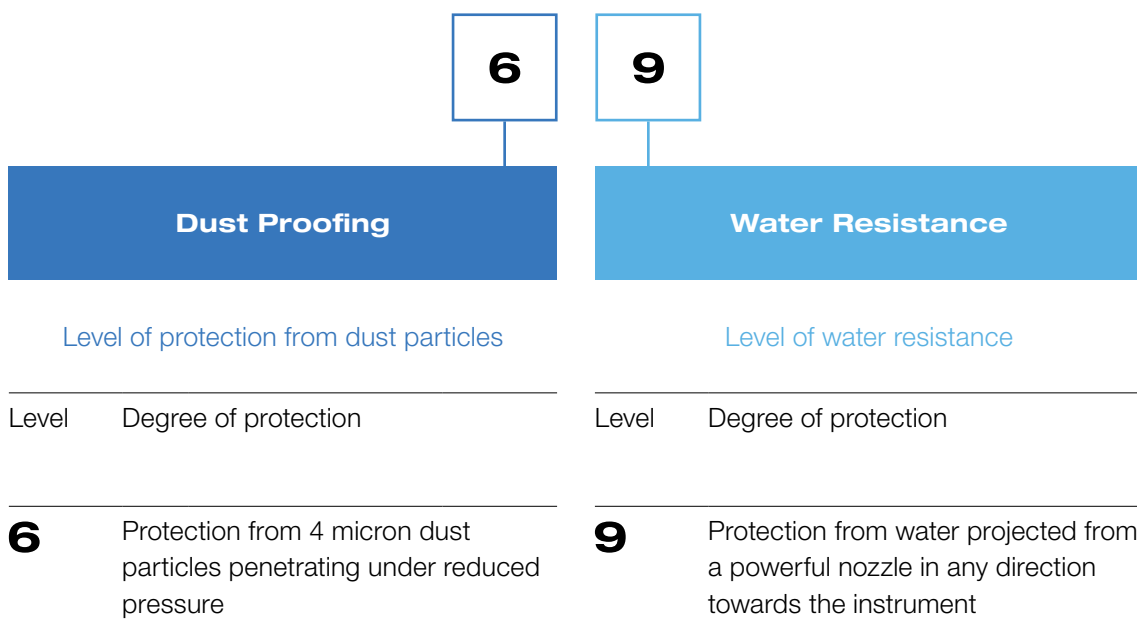 6
9
Dust Proofing
Water Resistance
Level of protection from dust particles
Level of water resistance
Level Degree of protection
Level Degree of protection
6 Protection from 4 micron dust
particles penetrating under reduced
pressure
9 Protection from water projected from
a powerful nozzle in any direction
towards the instrument